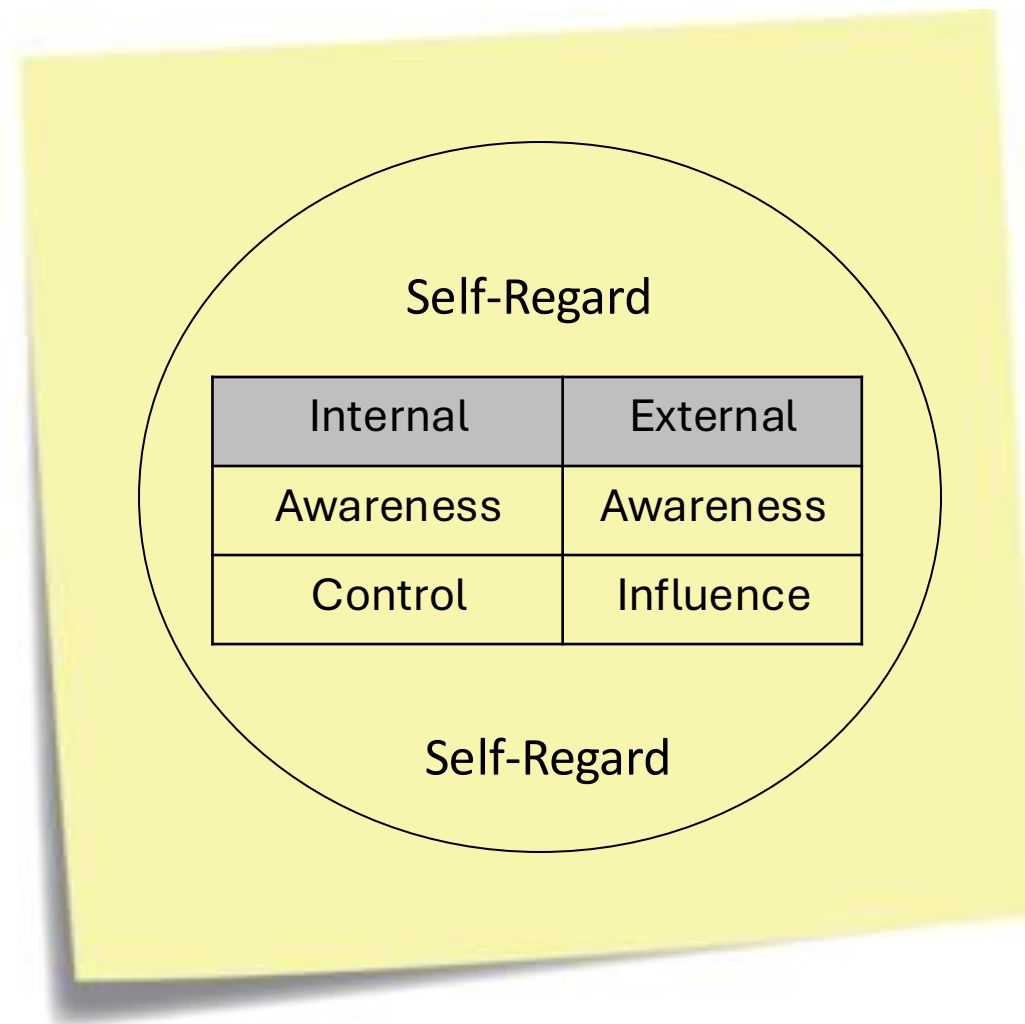 Self-Regard
Internal External
Awareness Awareness
Control Influence
Self-Regard